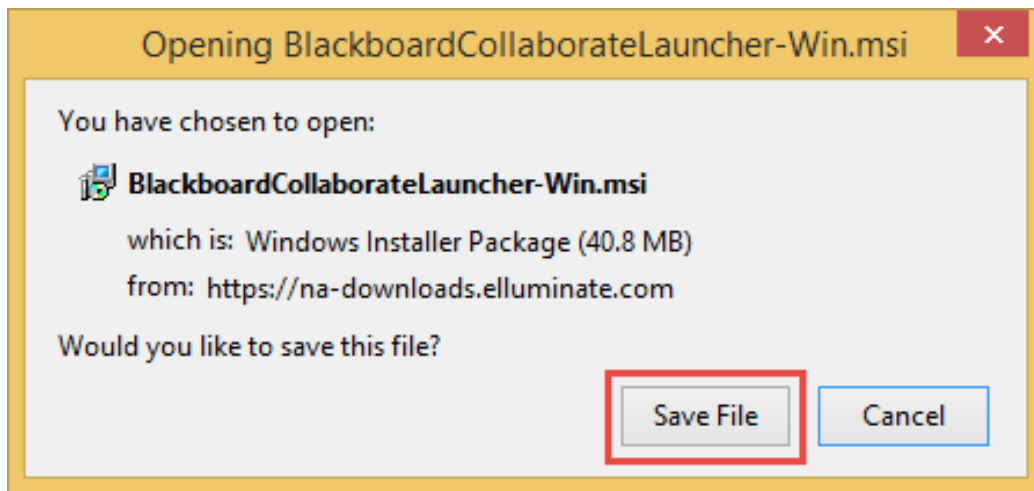 Opening BlackboardCollaborateLauncher-Win.msi
You have chosen to open:
BlackboardCollaborateLauncher-Win.msi
which is: Windows Installer Package (40.8 MB)
from: https://na-downloads.elluminate.com
Would you like to save this file?
Save File Cancel